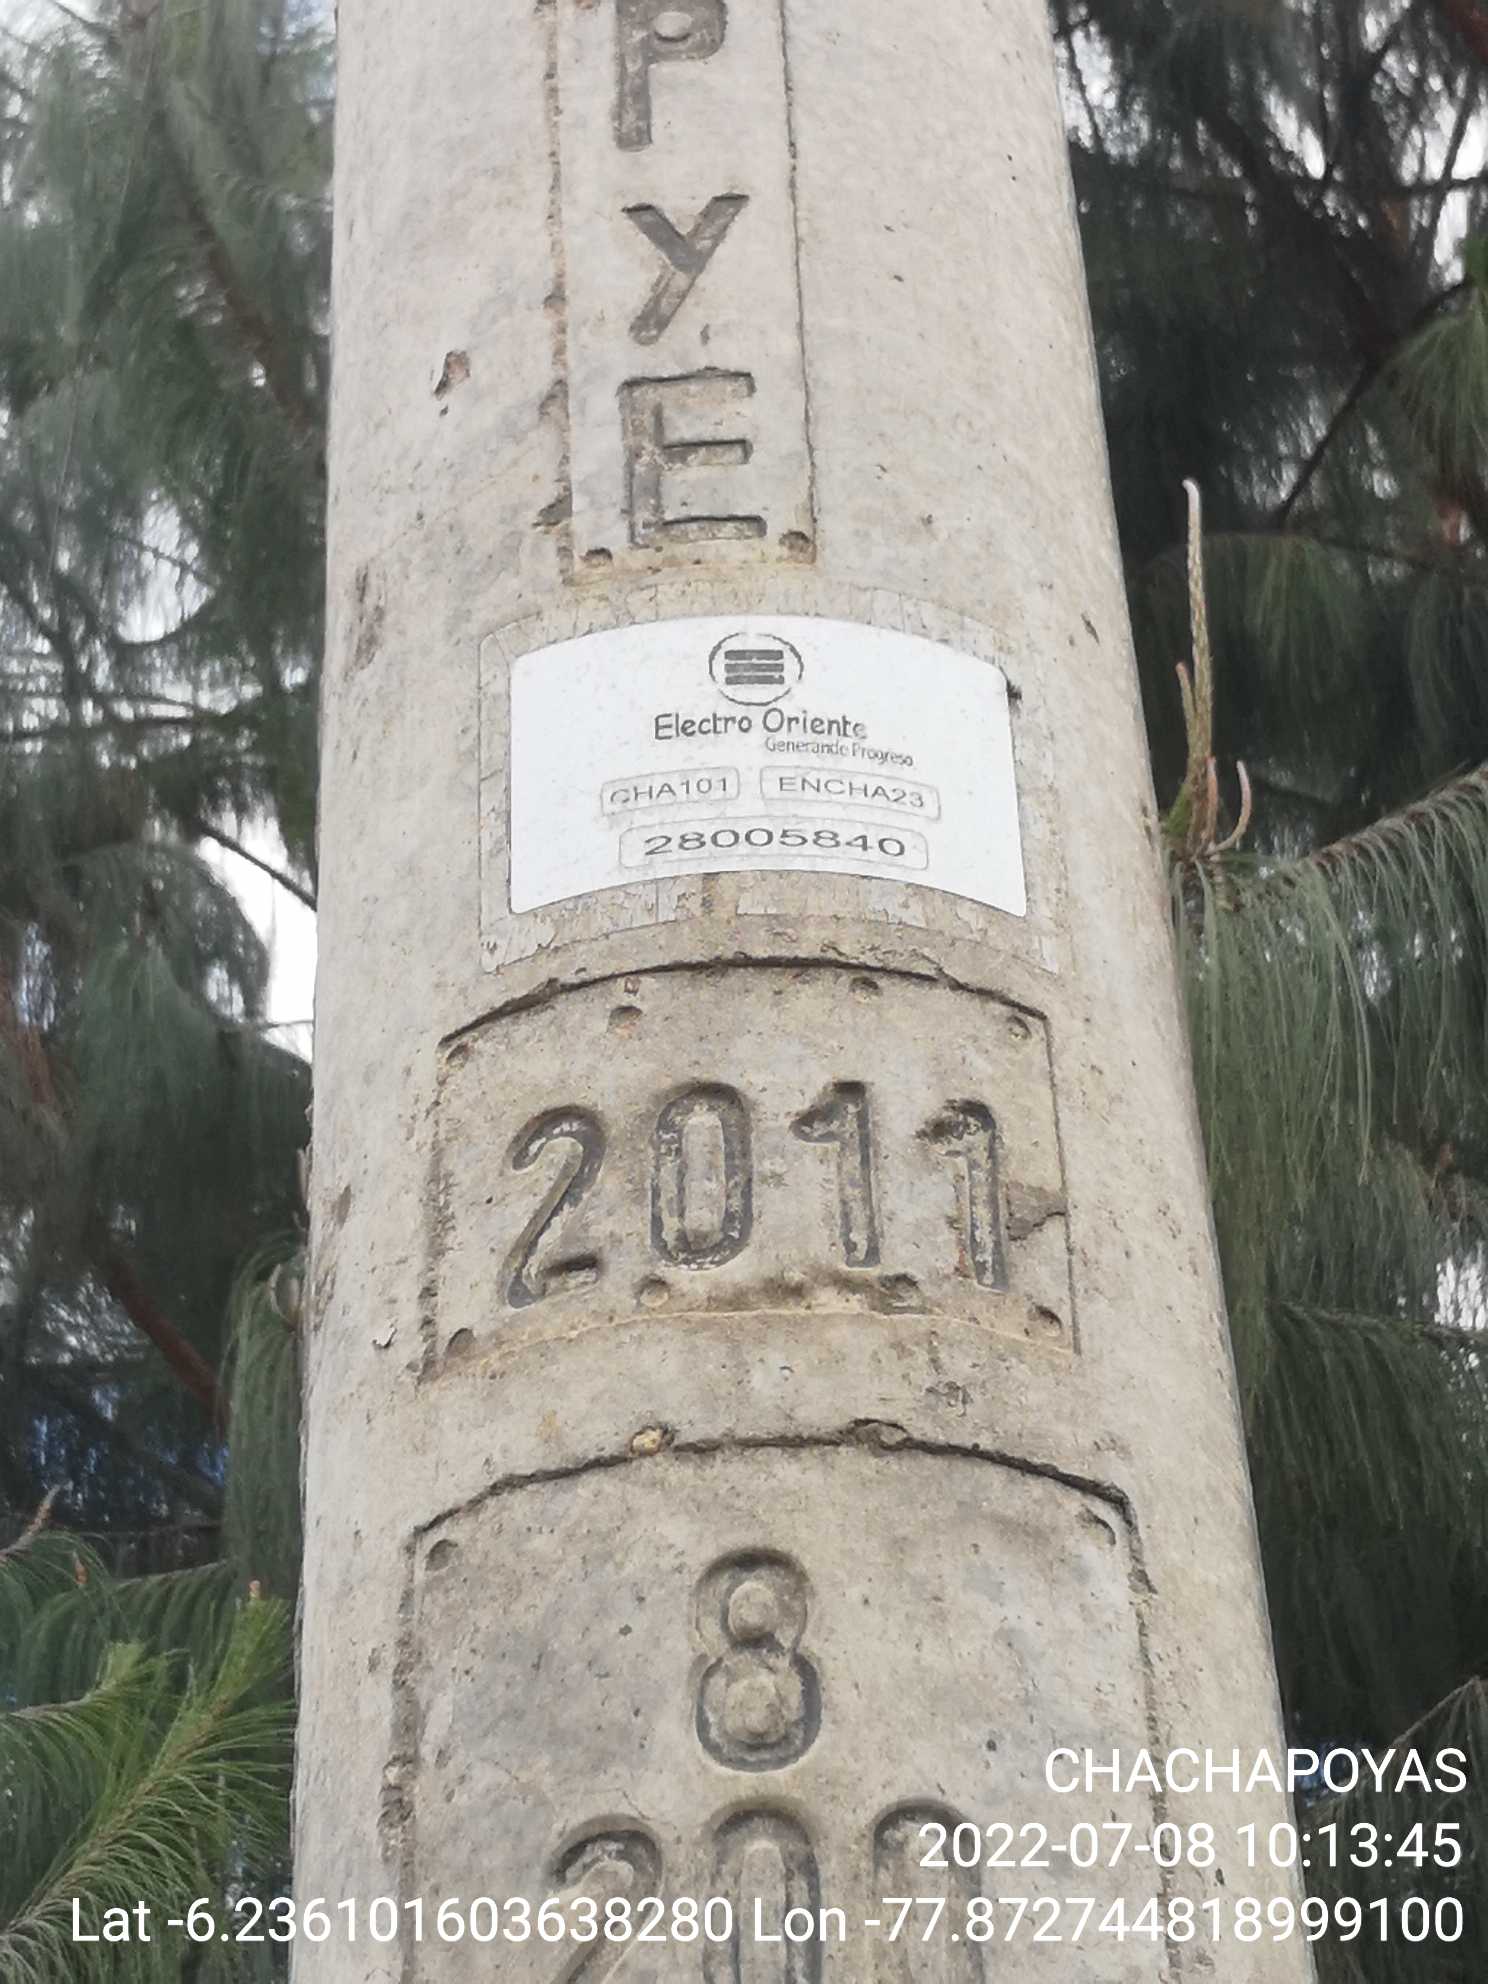 P
Y
E
Electro Oriente
Generando Progreso
CHA101 ENCHA23
28005840
2011
8
200
CHACHAPOYAS
2022-07-08 10:13:45
Lat -6.236101603638280 Lon -77.872744818999100